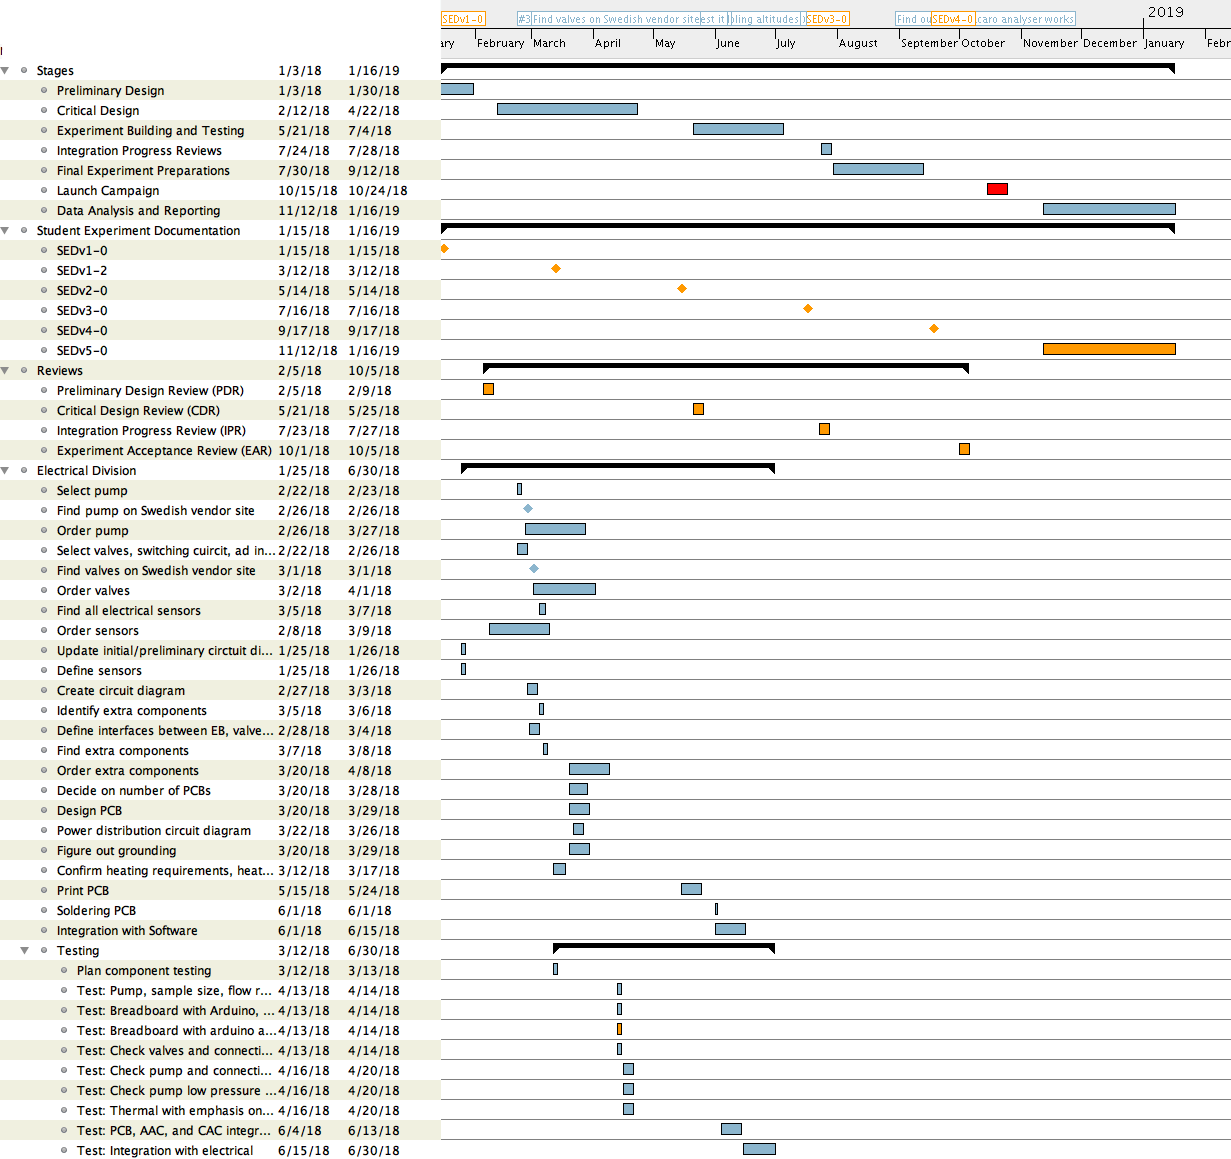 2019
SEDv1-0 #3 Find valves on Swedish vendor site est it bling altitudes SEDv3-0 Find ou SEDv4-0 .caro analyser works
ary February March April May June July August September October November December January Febr
Stages 1/3/18 1/16/19
Preliminary Design 1/3/18 1/30/18
Critical Design 2/12/18 4/22/18
Experiment Building and Testing 5/21/18 7/4/18
Integration Progress Reviews 7/24/18 7/28/18
Final Experiment Preparations 7/30/18 9/12/18
Launch Campaign 10/15/18 10/24/18
Data Analysis and Reporting 11/12/18 1/16/19
Student Experiment Documentation 1/15/18 1/16/19
SEDv1-0 1/15/18 1/15/18
SEDv1-2 3/12/18 3/12/18
SEDv2-0 5/14/18 5/14/18
SEDv3-0 7/16/18 7/16/18
SEDv4-0 9/17/18 9/17/18
SEDv5-0 11/12/18 1/16/19
Reviews 2/5/18 10/5/18
Preliminary Design Review (PDR) 2/5/18 2/9/18
Critical Design Review (CDR) 5/21/18 5/25/18
Integration Progress Review (IPR) 7/23/18 7/27/18
Experiment Acceptance Review (EAR) 10/1/18 10/5/18
Electrical Division 1/25/18 6/30/18
Select pump 2/22/18 2/23/18
Find pump on Swedish vendor site 2/26/18 2/26/18
Order pump 2/26/18 3/27/18
Select valves, switching cuircit, ad in... 2/22/18 2/26/18
Find valves on Swedish vendor site 3/1/18 3/1/18
Order valves 3/2/18 4/1/18
Find all electrical sensors 3/5/18 3/7/18
Order sensors 2/8/18 3/9/18
Update initial/preliminary circtuit di... 1/25/18 1/26/18
Define sensors 1/25/18 1/26/18
Create circuit diagram 2/27/18 3/3/18
Identify extra components 3/5/18 3/6/18
Define interfaces between EB, valve... 2/28/18 3/4/18
Find extra components 3/7/18 3/8/18
Order extra components 3/20/18 4/8/18
Decide on number of PCBs 3/20/18 3/28/18
Design PCB 3/20/18 3/29/18
Power distribution circuit diagram 3/22/18 3/26/18
Figure out grounding 3/20/18 3/29/18
Confirm heating requirements, heat... 3/12/18 3/17/18
Print PCB 5/15/18 5/24/18
Soldering PCB 6/1/18 6/1/18
Integration with Software 6/1/18 6/15/18
Testing 3/12/18 6/30/18
Plan component testing 3/12/18 3/13/18
Test: Pump, sample size, flow r... 4/13/18 4/14/18
Test: Breadboard with Arduino, ... 4/13/18 4/14/18
Test: Breadboard with arduino a... 4/13/18 4/14/18
Test: Check valves and connecti... 4/13/18 4/14/18
Test: Check pump and connecti... 4/16/18 4/20/18
Test: Check pump low pressure ... 4/16/18 4/20/18
Test: Thermal with emphasis on... 4/16/18 4/20/18
Test: PCB, AAC, and CAC integr... 6/4/18 6/13/18
Test: Integration with electrical 6/15/18 6/30/18